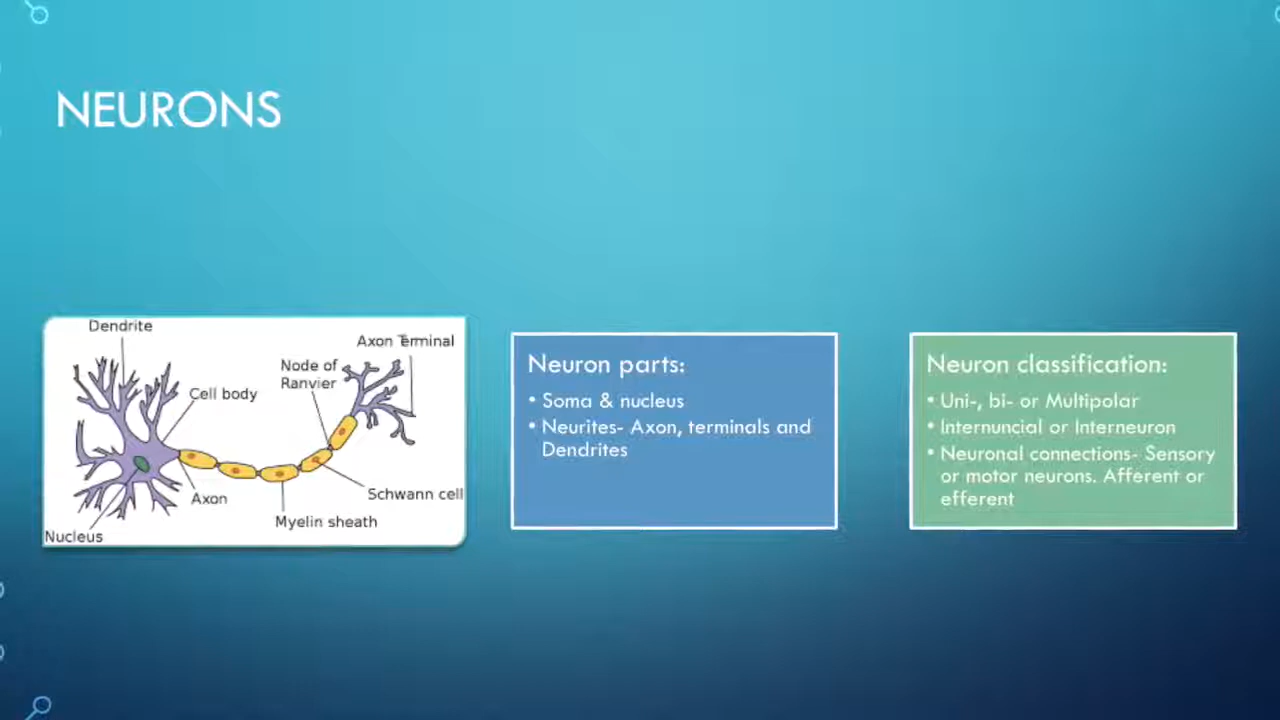 NEURONS
Dendrite
Axon Terminal
Node of
Ranvier
Cell body
Axon
Schwann cell
Myelin sheath
Nucleus
Neuron parts:
• Soma & nucleus
• Neurites- Axon, terminals and
Dendrites
Neuron classification:
• Uni-, bi- or Multipolar
• Internuncial or Interneuron
• Neuronal connections- Sensory
or motor neurons. Afferent or
efferent